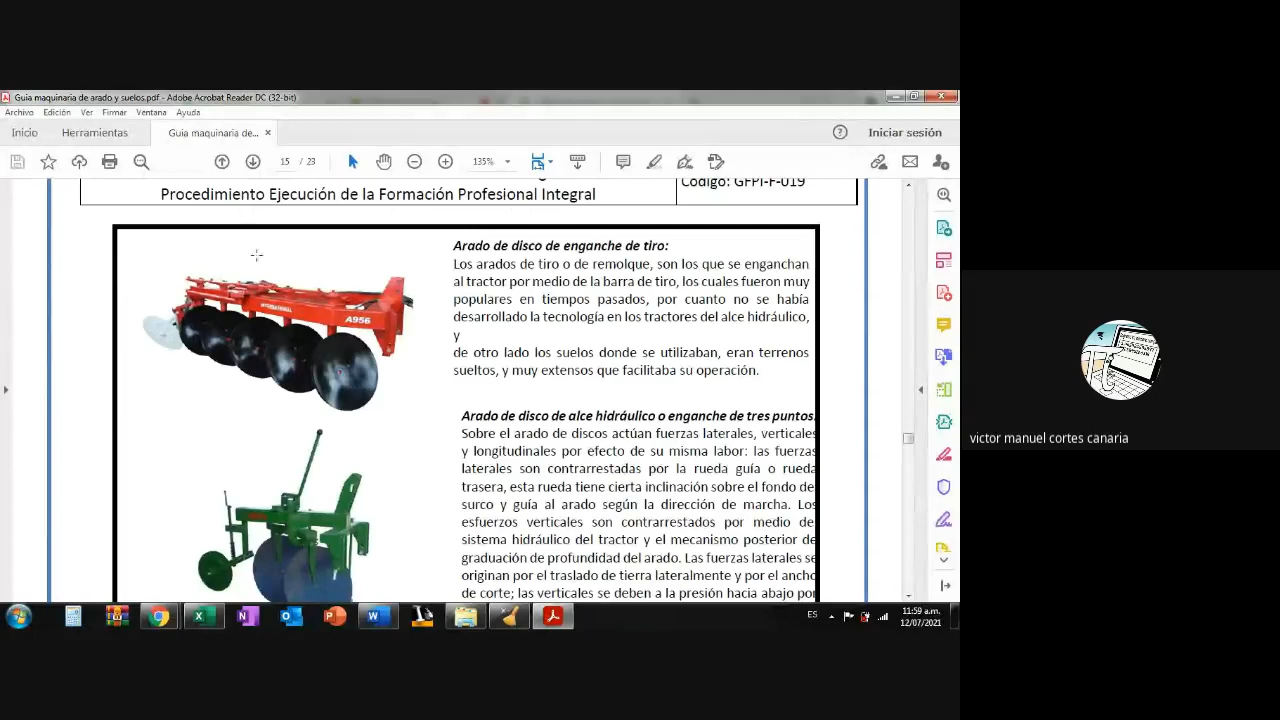 Guia maquinaria de arado y suelos.pdf - Adobe Acrobat Reader DC (32-bit)
Archivo Edición Ver Firmar Ventana Ayuda
Inicio Herramientas Guia maquinaria de... × Iniciar sesión
15 / 23 135%
Procedimiento Ejecución de la Formación Profesional Integral
Código: GFPI-F-019
Arado de disco de enganche de tiro:
Los arados de tiro o de remolque, son los que se enganchan
al tractor por medio de la barra de tiro, los cuales fueron muy
populares en tiempos pasados, por cuanto no se había
desarrollado la tecnología en los tractores del alce hidráulico,
y
de otro lado los suelos donde se utilizaban, eran terrenos
sueltos, y muy extensos que facilitaba su operación.
INTERNATIONAL
A956
Arado de disco de alce hidráulico o enganche de tres puntos:
Sobre el arado de discos actúan fuerzas laterales, verticales
y longitudinales por efecto de su misma labor: las fuerzas
laterales son contrarrestadas por la rueda guía o rueda
trasera, esta rueda tiene cierta inclinación sobre el fondo de
surco y guía al arado según la dirección de marcha. Los
esfuerzos verticales son contrarrestados por medio de
sistema hidráulico del tractor y el mecanismo posterior de
graduación de profundidad del arado. Las fuerzas laterales se
originan por el traslado de tierra lateralmente y por el ancho
de corte; las verticales se deben a la presión hacia abajo por
ES
11:59 a.m.
12/07/2021
victor manuel cortes canaria